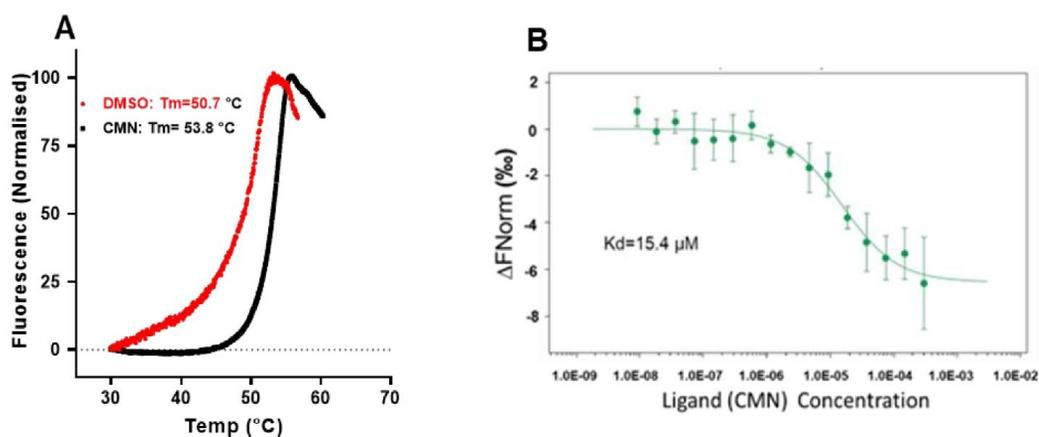 A
Fluorescence (Normalised)
100
75
50
25
0
DMSO: Tm=50.7 °C
CMN: Tm= 53.8 °C
30 40 50 60 70
Temp (°C)
B
ΔFNorm (‰)
2
0
-2
-4
-6
-8
Kd=15.4 µM
1.0E-09 1.0E-08 1.0E-07 1.0E-06 1.0E-05 1.0E-04 1.0E-03 1.0E-02
Ligand (CMN) Concentration